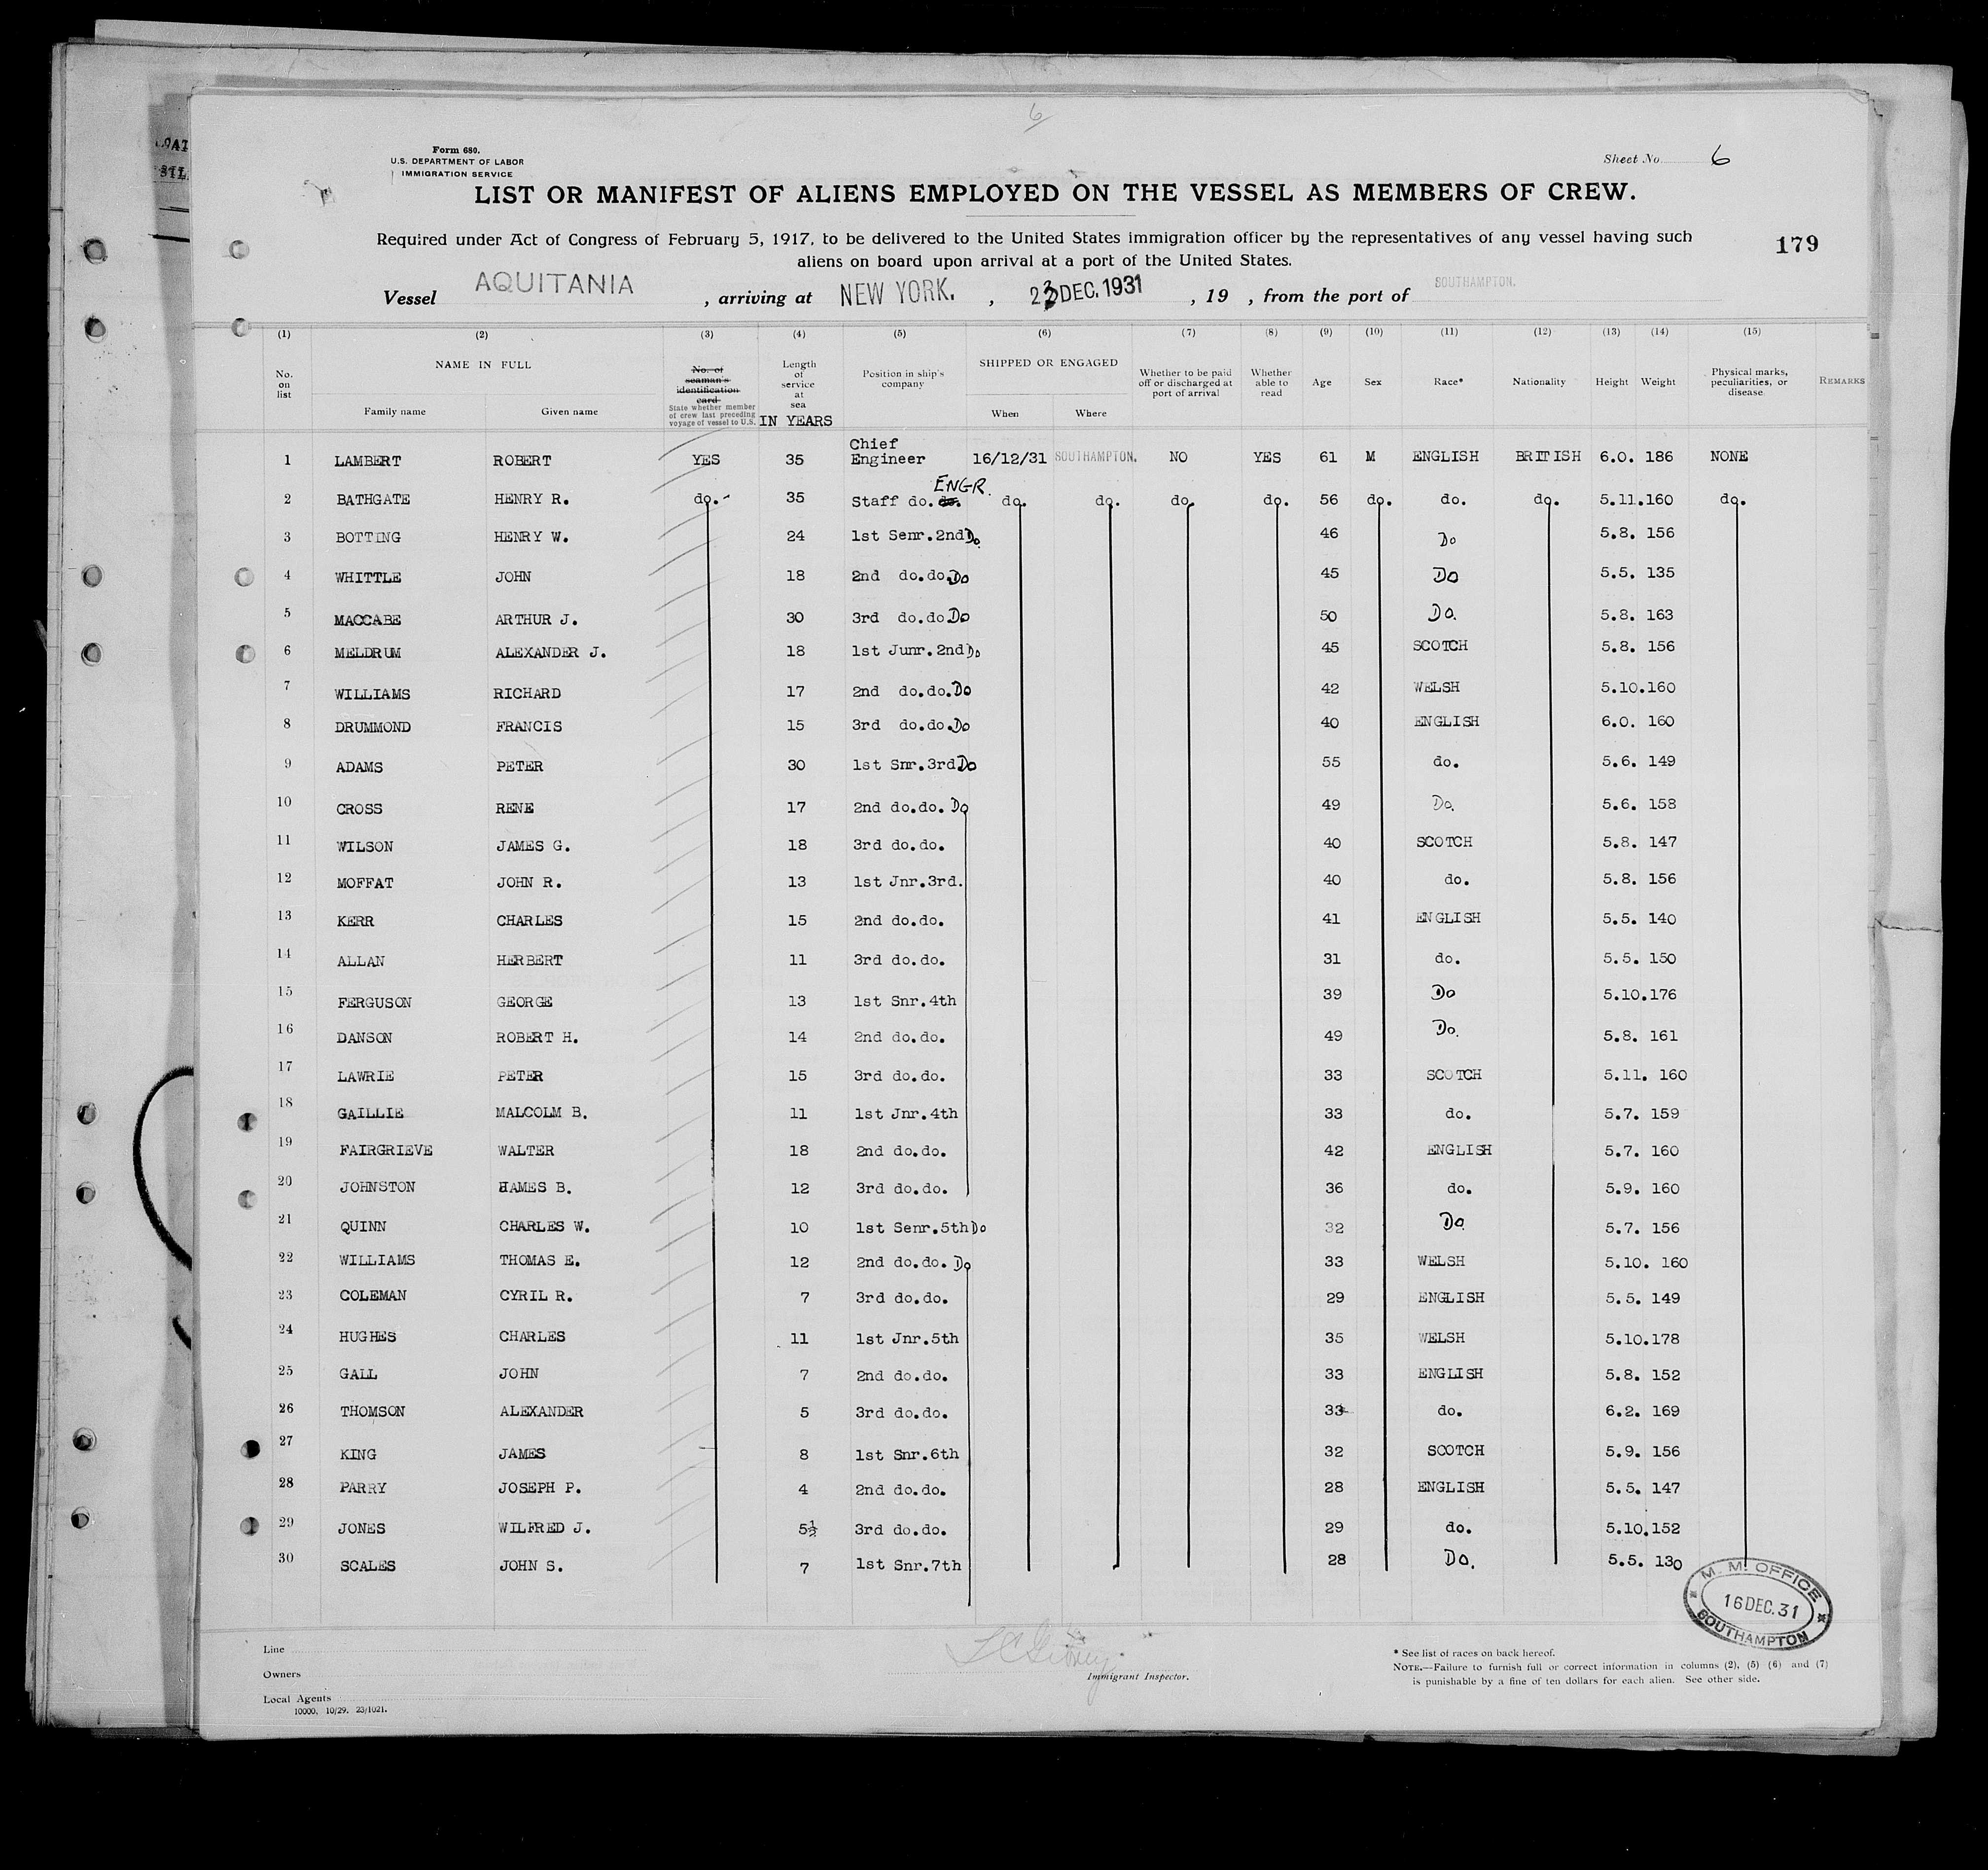 6
Form 680.
U.S. DEPARTMENT OF LABOR
IMMIGRATION SERVICE
Sheet No. 6
LIST OR MANIFEST OF ALIENS EMPLOYED ON THE VESSEL AS MEMBERS OF CREW.
Required under Act of Congress of February 5, 1917, to be delivered to the United States immigration officer by the representatives of any vessel having such
aliens on board upon arrival at a port of the United States.
179
Vessel AQUITANIA, arriving at NEW YORK., DEC. 1931, 19 , from the port of SOUTHAMPTON.
(1) (2) (3) (4) (5) (6) (7) (8) (9) (10) (11) (12) (13) (14) (15)
No. on list NAME IN FULL Family name Given name No. of seaman's identification card State whether member of crew last preceding voyage of vessel to U.S. Length of service at sea IN YEARS Position in ship's company SHIPPED OR ENGAGED When Where Whether to be paid off or discharged at port of arrival Whether able to read Age Sex Race* Nationality Height Weight Physical marks, peculiarities, or disease REMARKS
1 LAMBERT ROBERT YES 35 Chief Engineer 16/12/31 SOUTHAMPTON. NO YES 61 M ENGLISH BRITISH 6.0. 186 NONE
2 BATHGATE HENRY R. do. 35 Staff do. do. ENGR. do. do. do. do. 56 do. do. do. 5.11.160 do.
3 BOTTING HENRY W. 24 1st Senr.2nd Do 46 Do 5.8. 156
4 WHITTLE JOHN 18 2nd do.do. Do 45 Do 5.5. 135
5 MACCABE ARTHUR J. 30 3rd do.do Do 50 Do. 5.8. 163
6 MELDRUM ALEXANDER J. 18 1st Junr.2nd Do 45 SCOTCH 5.8. 156
7 WILLIAMS RICHARD 17 2nd do.do. Do 42 WELSH 5.10.160
8 DRUMMOND FRANCIS 15 3rd do.do. Do 40 ENGLISH 6.0. 160
9 ADAMS PETER 30 1st Snr.3rd Do 55 do. 5.6. 149
10 CROSS RENE 17 2nd do.do. Do 49 Do. 5.6. 158
11 WILSON JAMES G. 18 3rd do.do. 40 SCOTCH 5.8. 147
12 MOFFAT JOHN R. 13 1st Jnr.3rd. 40 do. 5.8. 156
13 KERR CHARLES 15 2nd do.do. 41 ENGLISH 5.5. 140
14 ALLAN HERBERT 11 3rd do.do. 31 do. 5.5. 150
15 FERGUSON GEORGE 13 1st Snr.4th 39 Do 5.10.176
16 DANSON ROBERT H. 14 2nd do.do. 49 Do. 5.8. 161
17 LAWRIE PETER 15 3rd do.do. 33 SCOTCH 5.11. 160
18 GAILLIE MALCOLM B. 11 1st Jnr.4th 33 do. 5.7. 159
19 FAIRGRIEVE WALTER 18 2nd do.do. 42 ENGLISH 5.7. 160
20 JOHNSTON HAMES B. 12 3rd do.do. 36 do. 5.9. 160
21 QUINN CHARLES W. 10 1st Senr.5th Do 32 Do 5.7. 156
22 WILLIAMS THOMAS E. 12 2nd do.do. Do 33 WELSH 5.10. 160
23 COLEMAN CYRIL R. 7 3rd do.do. 29 ENGLISH 5.5. 149
24 HUGHES CHARLES 11 1st Jnr.5th 35 WELSH 5.10.178
25 GALL JOHN 7 2nd do.do. 33 ENGLISH 5.8. 152
26 THOMSON ALEXANDER 5 3rd do.do. 33 do. 6.2. 169
27 KING JAMES 8 1st Snr.6th 32 SCOTCH 5.9. 156
28 PARRY JOSEPH P. 4 2nd do.do. 28 ENGLISH 5.5. 147
29 JONES WILFRED J. 5½ 3rd do.do. 29 do. 5.10.152
30 SCALES JOHN S. 7 1st Snr.7th 28 Do. 5.5. 130
M. M. OFFICE
16 DEC. 31
SOUTHAMPTON
Line
Owners
Local Agents
10000. 10/29. 23/1021.
Immigrant Inspector.
* See list of races on back hereof.
NOTE.—Failure to furnish full or correct information in columns (2), (5) (6) and (7)
is punishable by a fine of ten dollars for each alien. See other side.